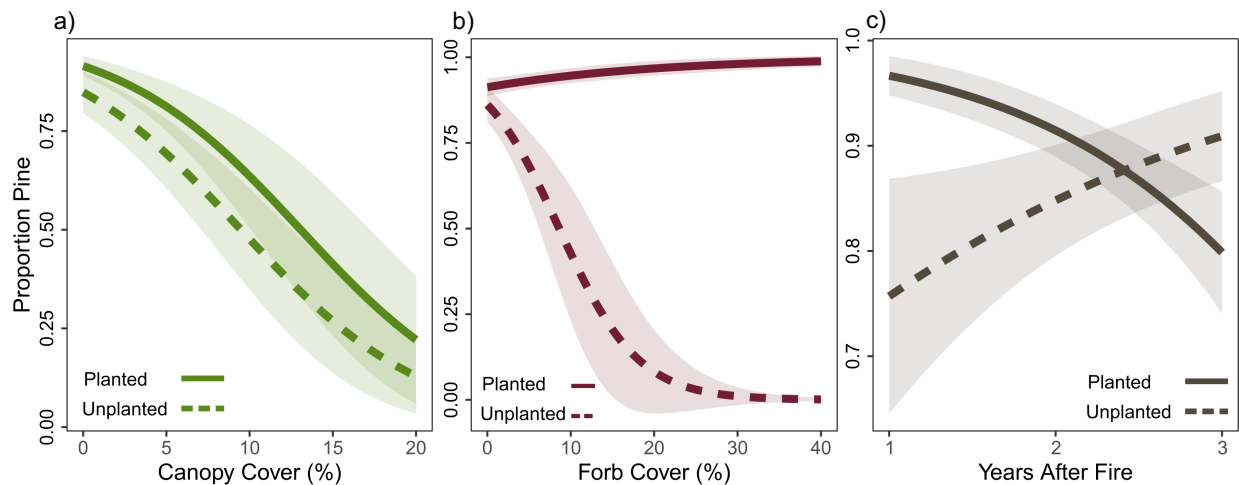 a)
Proportion Pine
0.75
0.50
0.25
0.00
Planted
Unplanted
0
5
10
15
20
Canopy Cover (%)
b)
1.00
0.75
0.50
0.25
0.00
Planted
Unplanted
0
10
20
30
40
Forb Cover (%)
c)
1.0
0.9
0.8
0.7
Planted
Unplanted
1
2
3
Years After Fire